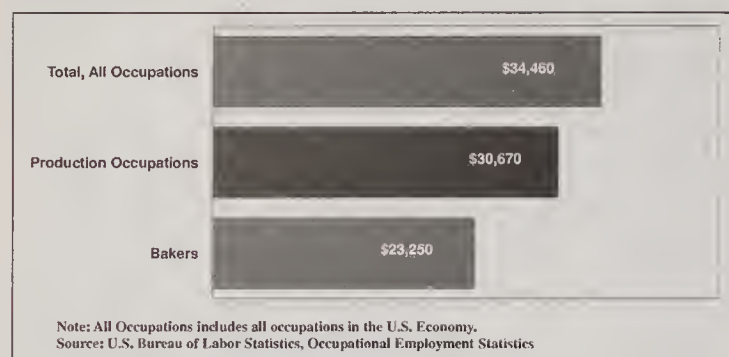 Total, All Occupations
$34,460
Production Occupations
$30,670
Bakers
$23,250
Note: All Occupations includes all occupations in the U.S. Economy.
Source: U.S. Bureau of Labor Statistics, Occupational Employment Statistics